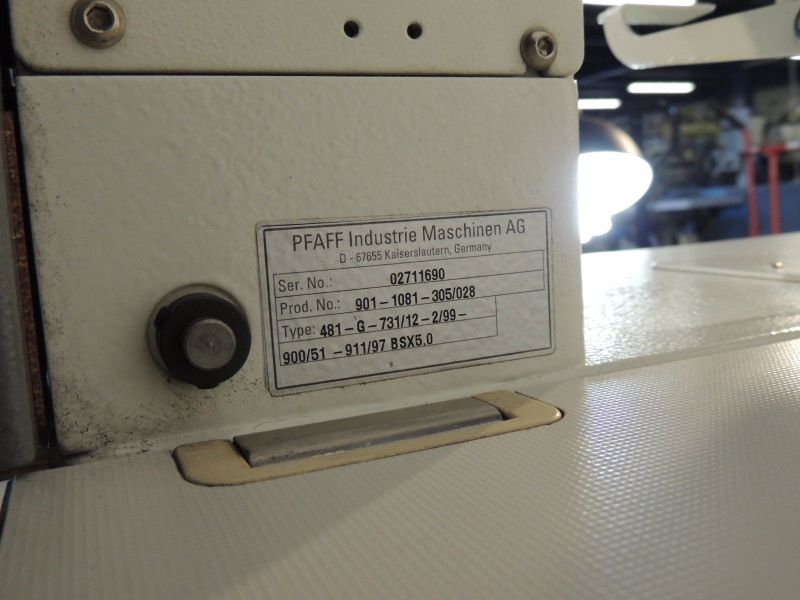 PFAFF Industrie Maschinen AG
D - 67655 Kaiserslautern, Germany
Ser. No.: 02711690
Prod. No.: 901-1081-305/028
Type: 481-G-731/12-2/99-
900/51 -911/97 BSX5.0